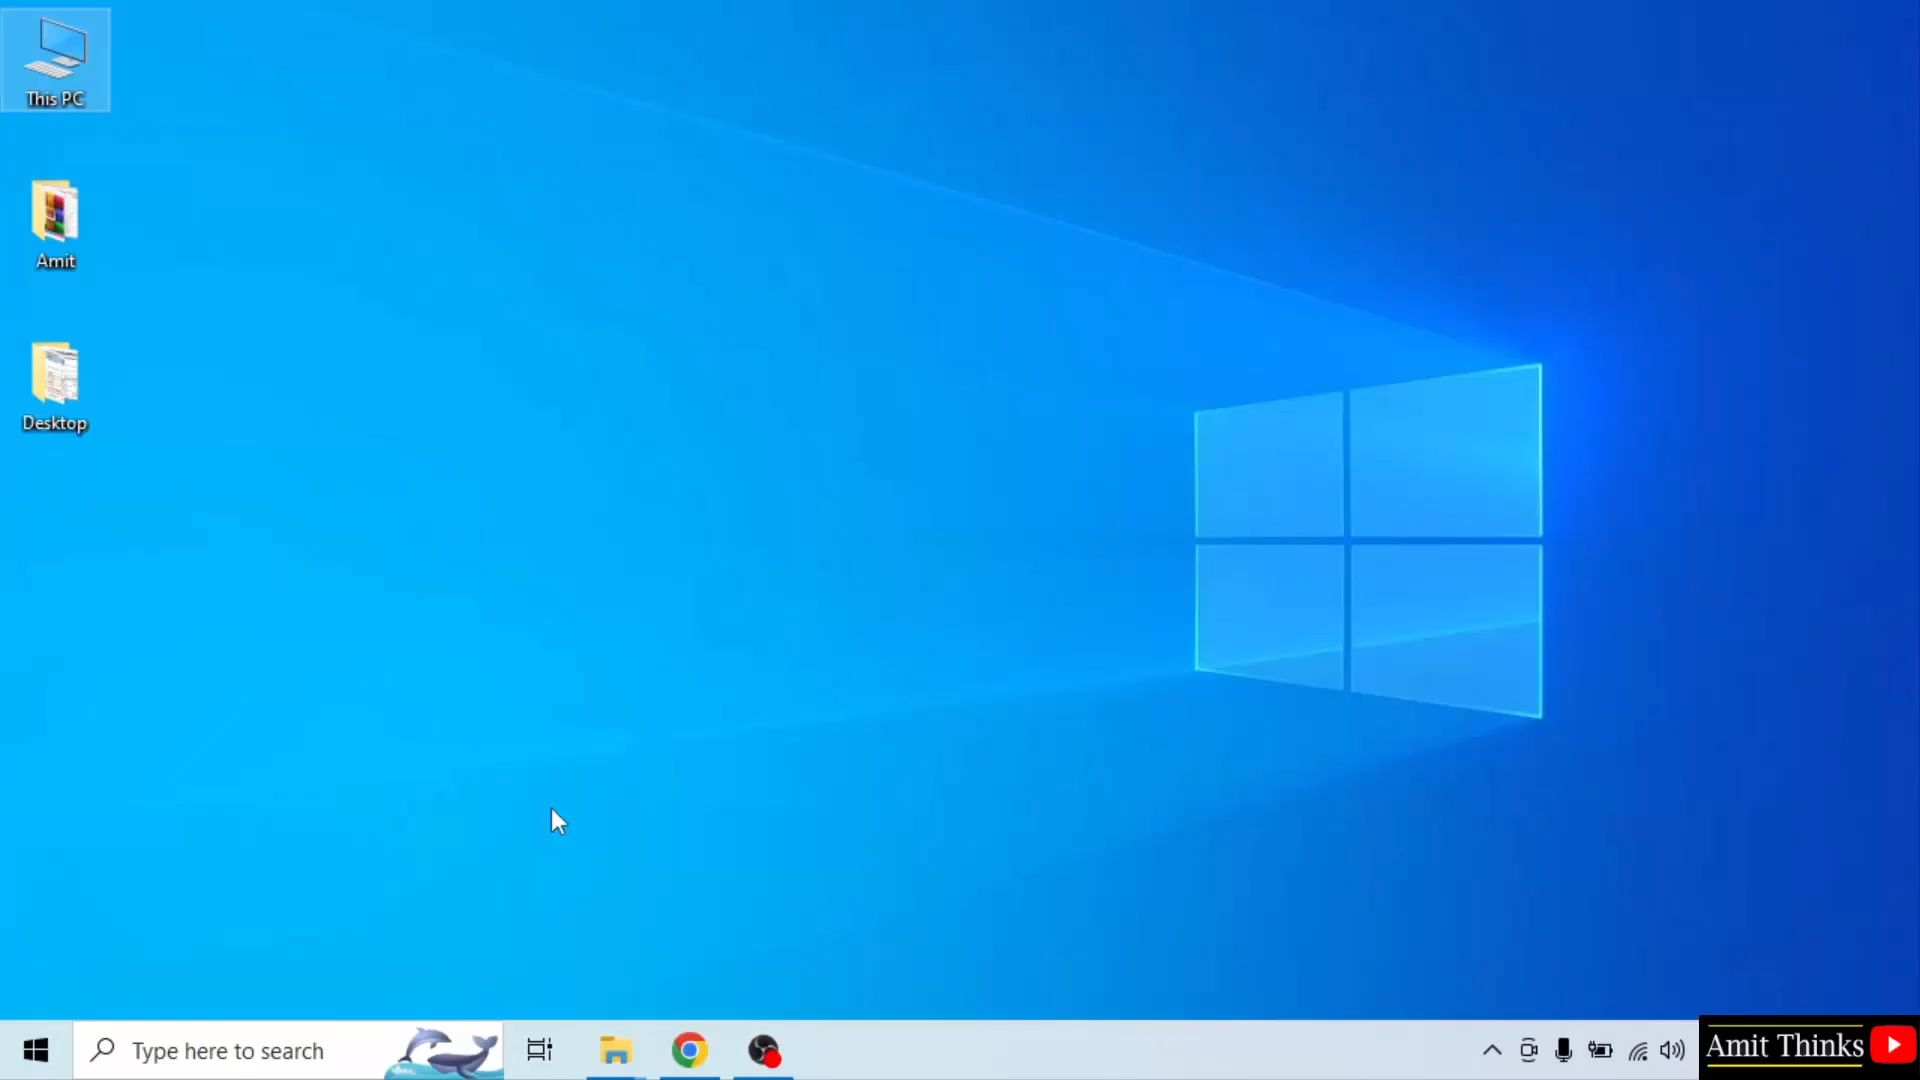 This PC
Amit
Desktop
Type here to search
Amit Thinks